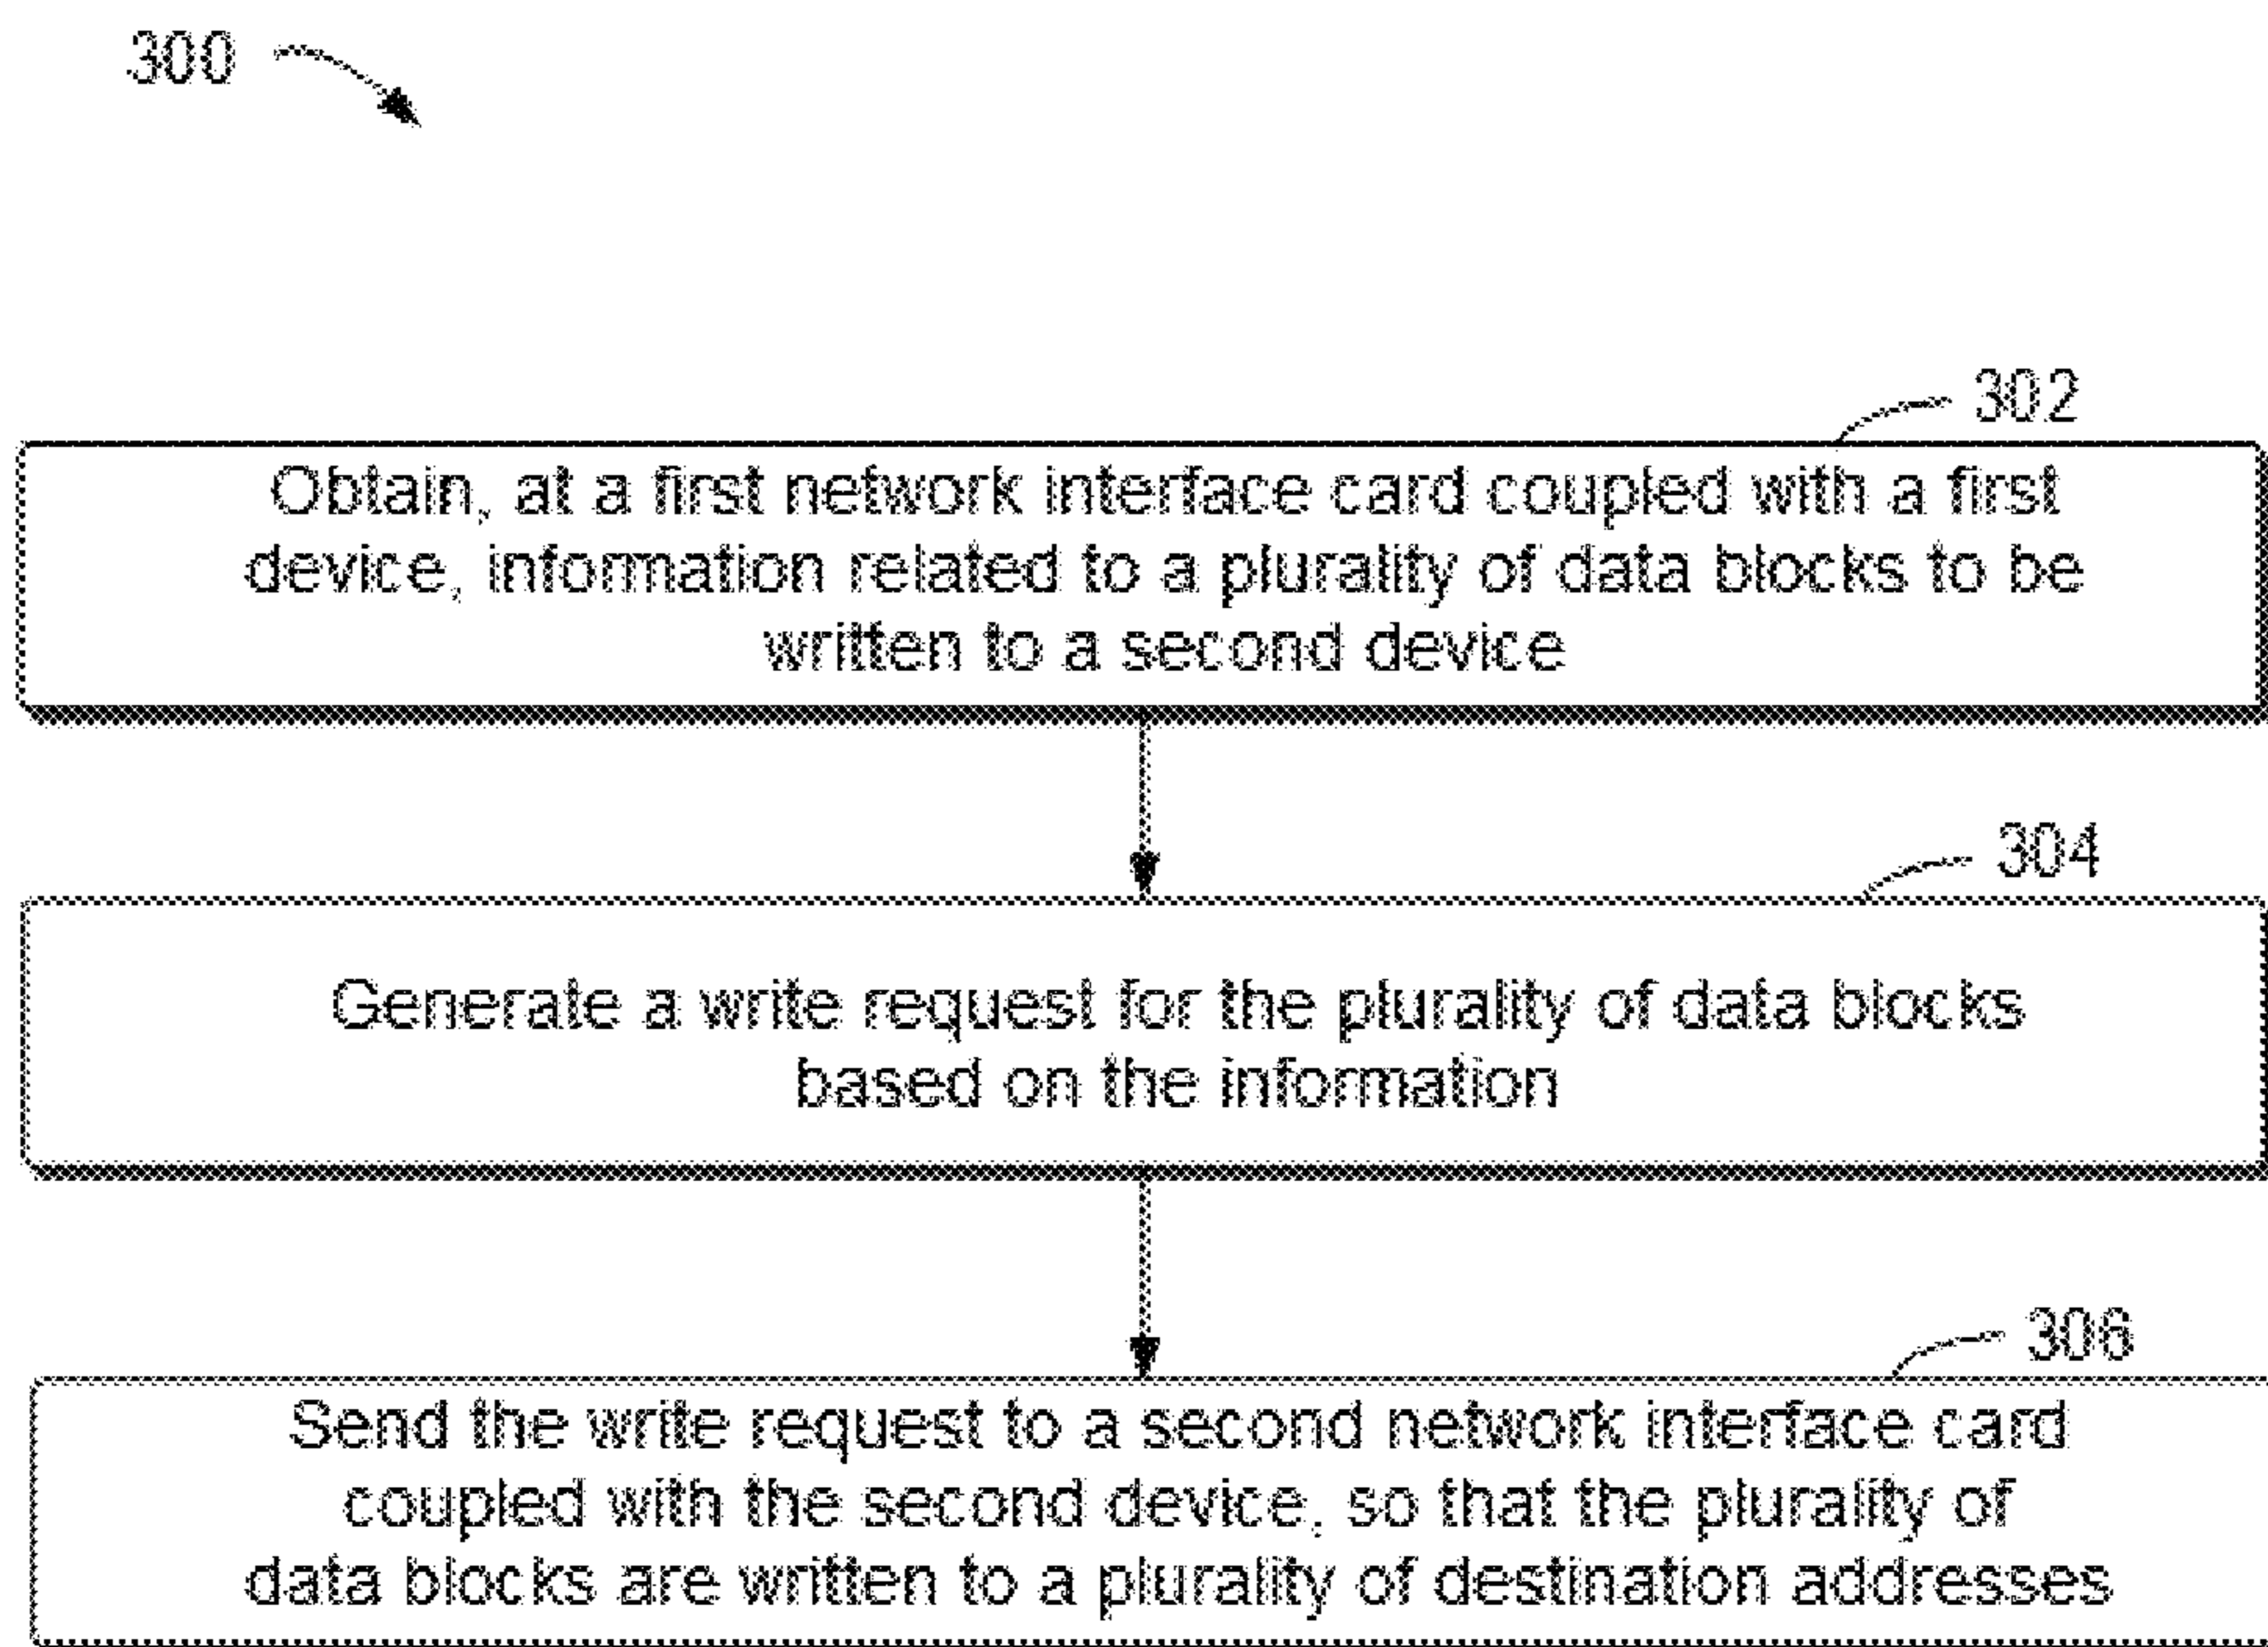 300
302
Obtain, at a first network interface card coupled with a first
device, information related to a plurality of data blocks to be
written to a second device
304
Generate a write request for the plurality of data blocks
based on the information
306
Send the write request to a second network interface card
coupled with the second device, so that the plurality of
data blocks are written to a plurality of destination addresses